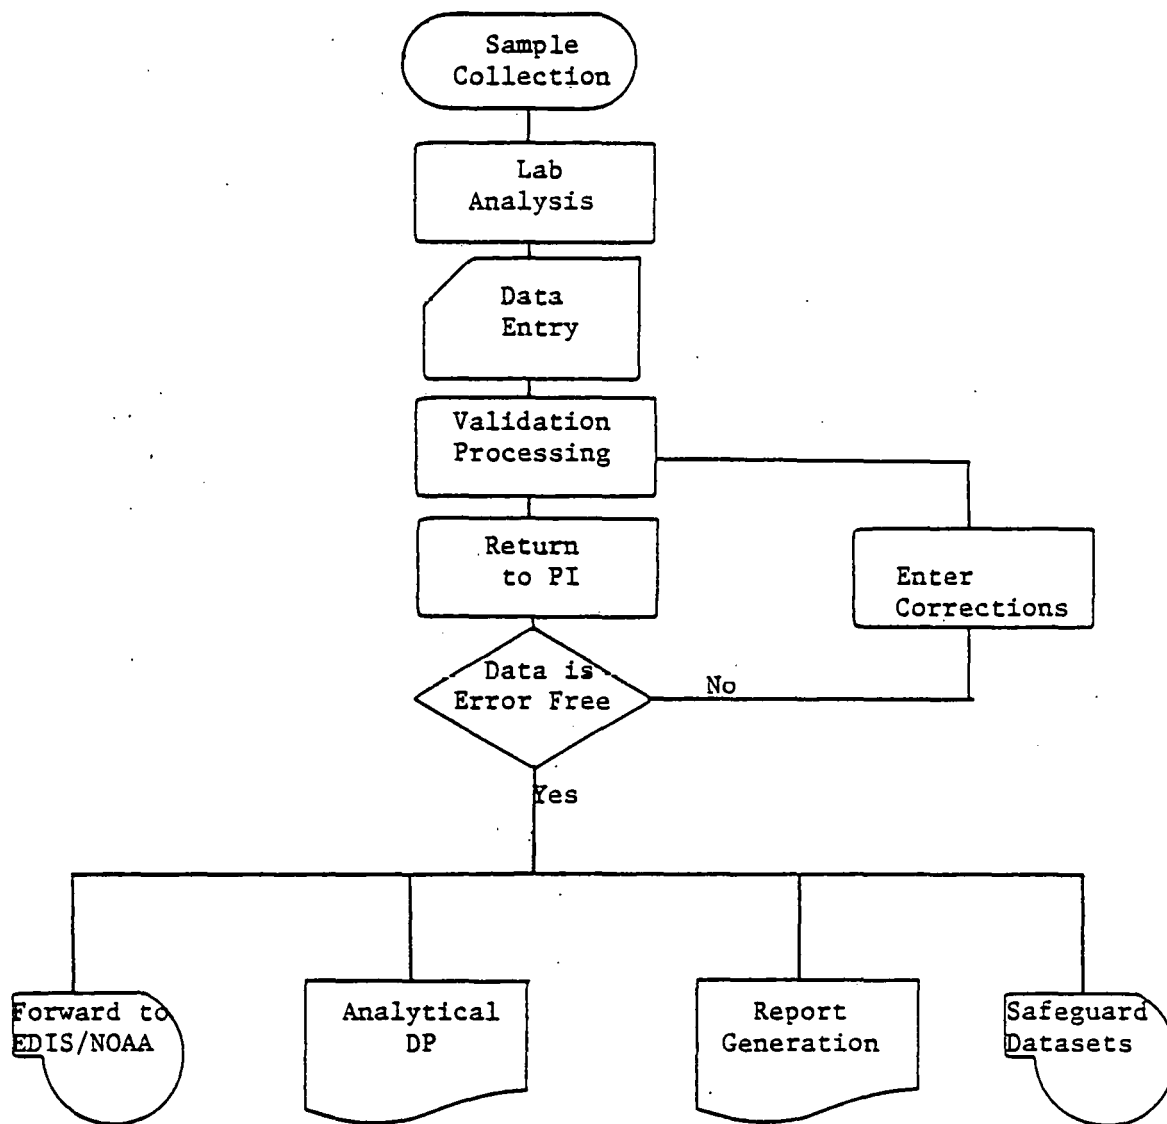 Sample
Collection
Lab
Analysis
Data
Entry
Validation
Processing
Return
to PI
Enter
Corrections
Data is
Error Free
No
Yes
Forward to
EDIS/NOAA
Analytical
DP
Report
Generation
Safeguard
Datasets